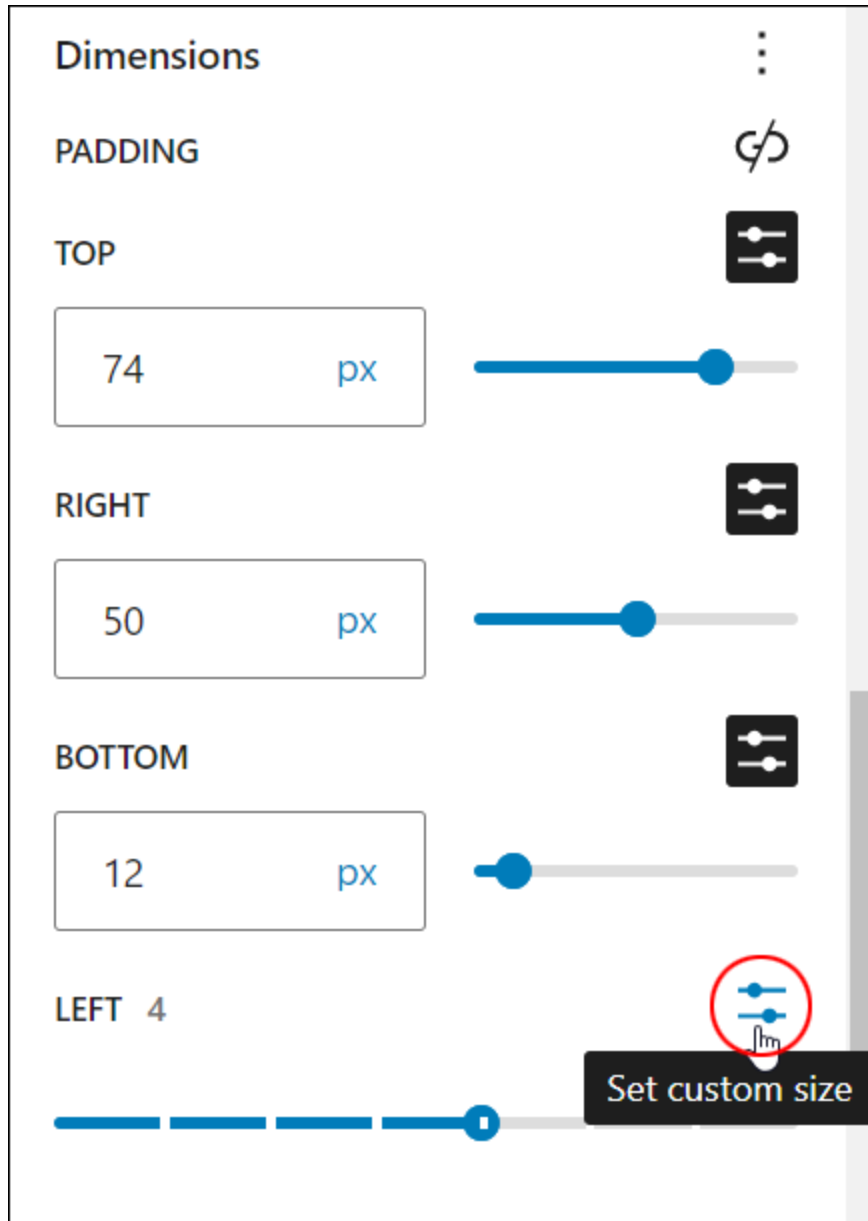 Dimensions
PADDING
TOP
74 px
RIGHT
50 px
BOTTOM
12 px
LEFT 4
Set custom size